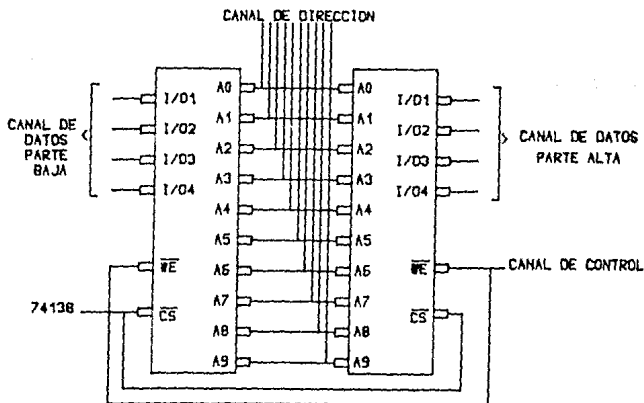 CANAL DE DIRECCION
CANAL DE
DATOS
PARTE
BAJA
I/O1
I/O2
I/O3
I/O4
WE
74138
CS
A0
A1
A2
A3
A4
A5
A6
A7
A8
A9
A0
A1
A2
A3
A4
A5
A6
A7
A8
A9
I/O1
I/O2
I/O3
I/O4
WE
CS
CANAL DE DATOS
PARTE ALTA
CANAL DE CONTROL